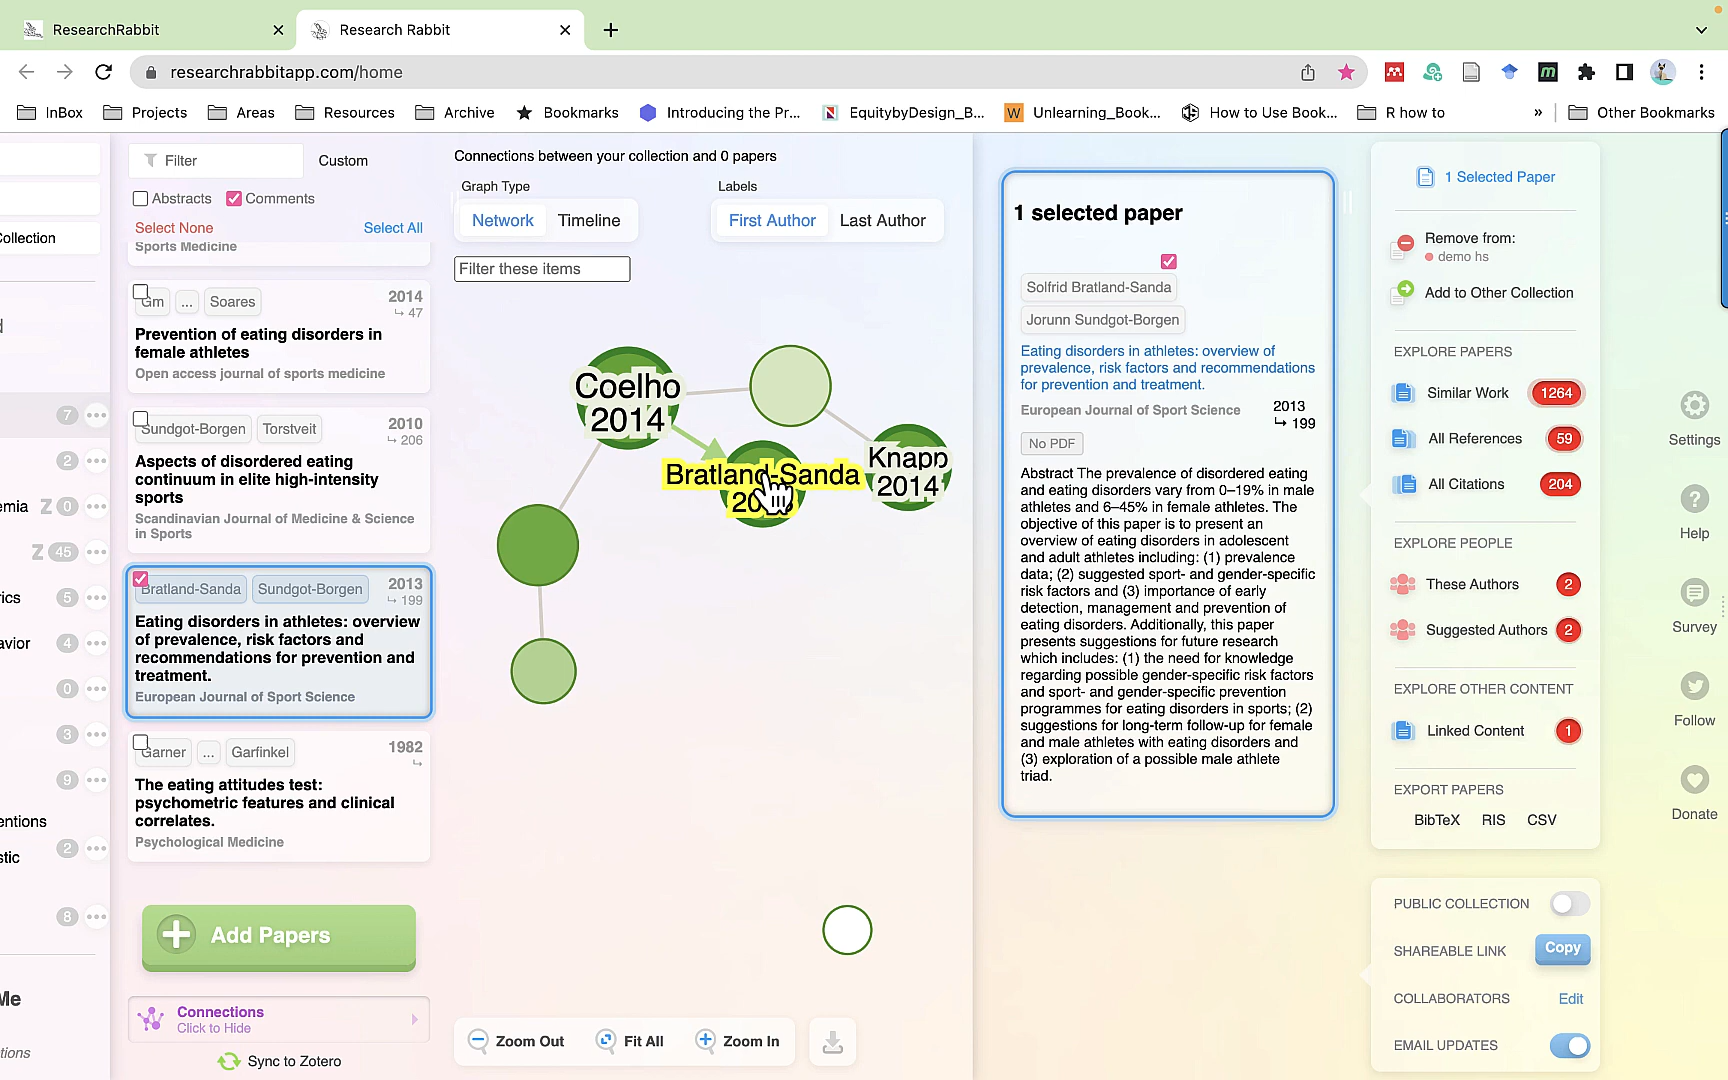 ResearchRabbit
Research Rabbit
researchrabbitapp.com/home
InBox
Projects
Areas
Resources
Archive
Bookmarks
Introducing the Pr...
EquitybyDesign_B...
Unlearning_Book...
How to Use Book...
R how to
»
Other Bookmarks
ollection
7
2
emia Z 0
Z 45
rics 5
avior 4
0
3
9
entions
stic 2
8
Me
tions
Filter
Custom
Abstracts
Comments
Select None
Select All
Sports Medicine
Gm ... Soares 2014
↳ 47
Prevention of eating disorders in
female athletes
Open access journal of sports medicine
Sundgot-Borgen Torstveit 2010
↳ 206
Aspects of disordered eating
continuum in elite high-intensity
sports
Scandinavian Journal of Medicine & Science
in Sports
Bratland-Sanda Sundgot-Borgen 2013
↳ 199
Eating disorders in athletes: overview
of prevalence, risk factors and
recommendations for prevention and
treatment.
European Journal of Sport Science
Garner ... Garfinkel 1982
↳
The eating attitudes test:
psychometric features and clinical
correlates.
Psychological Medicine
Add Papers
Connections
Click to Hide
Sync to Zotero
Connections between your collection and 0 papers
Graph Type
Labels
Network
Timeline
First Author
Last Author
Filter these items
Coelho
2014
Bratland-Sanda
Knapp
2014
Zoom Out
Fit All
Zoom In
1 selected paper
Solfrid Bratland-Sanda
Jorunn Sundgot-Borgen
Eating disorders in athletes: overview of
prevalence, risk factors and recommendations
for prevention and treatment.
European Journal of Sport Science 2013
↳ 199
No PDF
Abstract The prevalence of disordered eating
and eating disorders vary from 0–19% in male
athletes and 6–45% in female athletes. The
objective of this paper is to present an
overview of eating disorders in adolescent
and adult athletes including: (1) prevalence
data; (2) suggested sport- and gender-specific
risk factors and (3) importance of early
detection, management and prevention of
eating disorders. Additionally, this paper
presents suggestions for future research
which includes: (1) the need for knowledge
regarding possible gender-specific risk factors
and sport- and gender-specific prevention
programmes for eating disorders in sports; (2)
suggestions for long-term follow-up for female
and male athletes with eating disorders and
(3) exploration of a possible male athlete
triad.
1 Selected Paper
Remove from:
demo hs
Add to Other Collection
EXPLORE PAPERS
Similar Work 1264
All References 59
All Citations 204
EXPLORE PEOPLE
These Authors 2
Suggested Authors 2
EXPLORE OTHER CONTENT
Linked Content 1
EXPORT PAPERS
BibTeX RIS CSV
PUBLIC COLLECTION
SHAREABLE LINK Copy
COLLABORATORS Edit
EMAIL UPDATES
Settings
Help
Survey
Follow
Donate